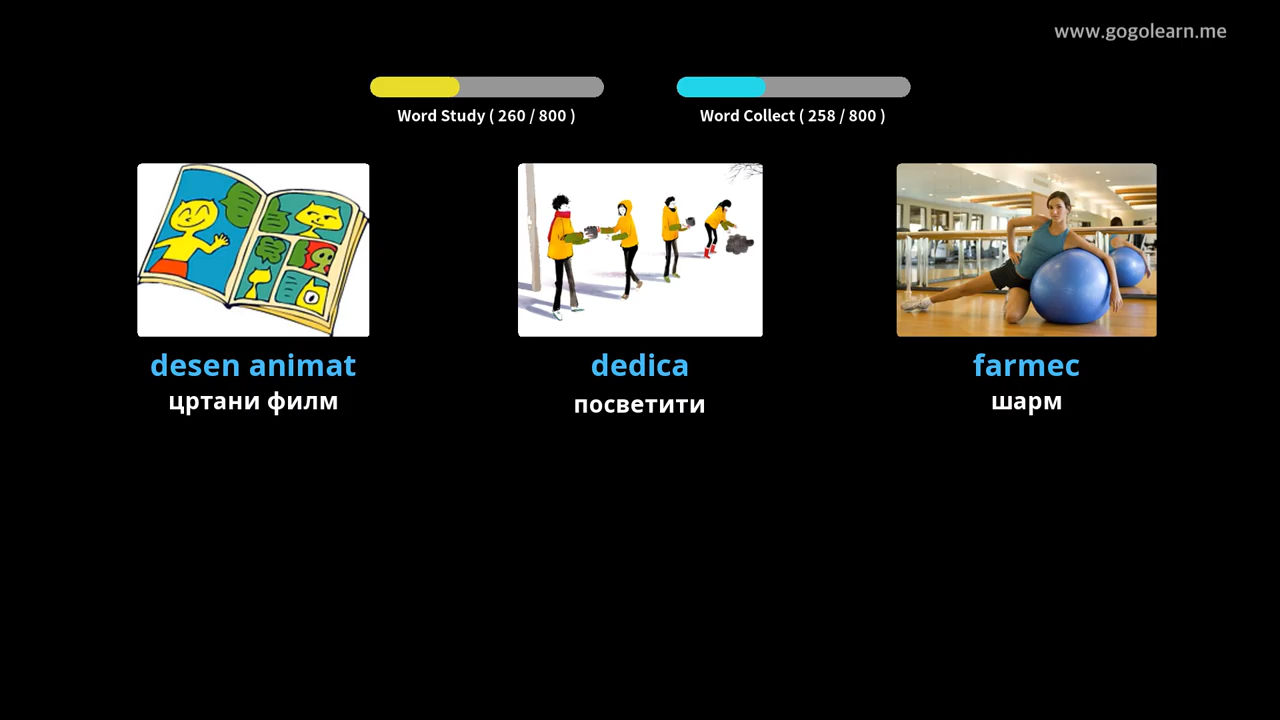 www.gogolearn.me
Word Study ( 260 / 800 )
Word Collect ( 258 / 800 )
desen animat
dedica
farmec
цртани филм
посветити
шарм